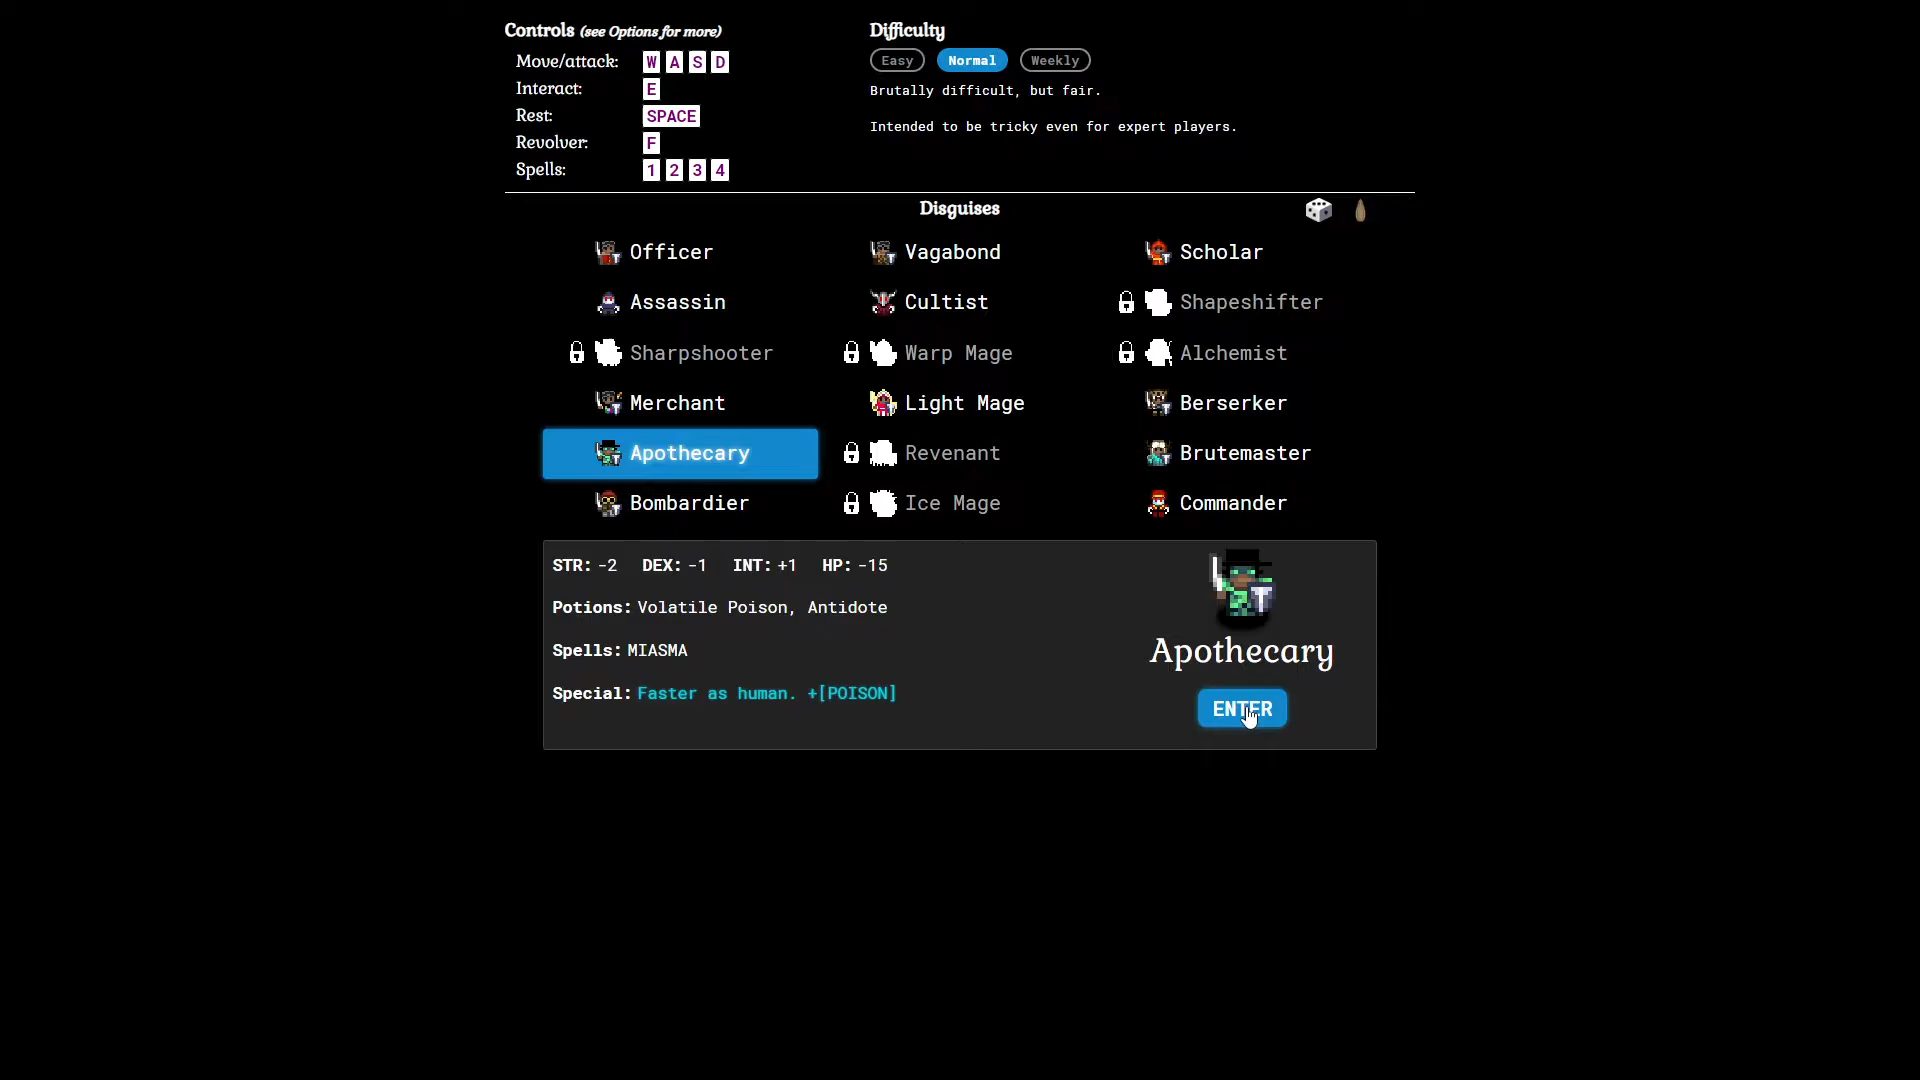 Controls (see Options for more)
Move/attack: W A S D
Interact: E
Rest: SPACE
Revolver: F
Spells: 1 2 3 4
Difficulty
Easy Normal Weekly
Brutally difficult, but fair.
Intended to be tricky even for expert players.
Disguises
Officer Vagabond Scholar
Assassin Cultist Shapeshifter
Sharpshooter Warp Mage Alchemist
Merchant Light Mage Berserker
Apothecary Revenant Brutemaster
Bombardier Ice Mage Commander
STR: -2 DEX: -1 INT: +1 HP: -15
Potions: Volatile Poison, Antidote
Spells: MIASMA
Special: Faster as human. +[POISON]
Apothecary
ENTER